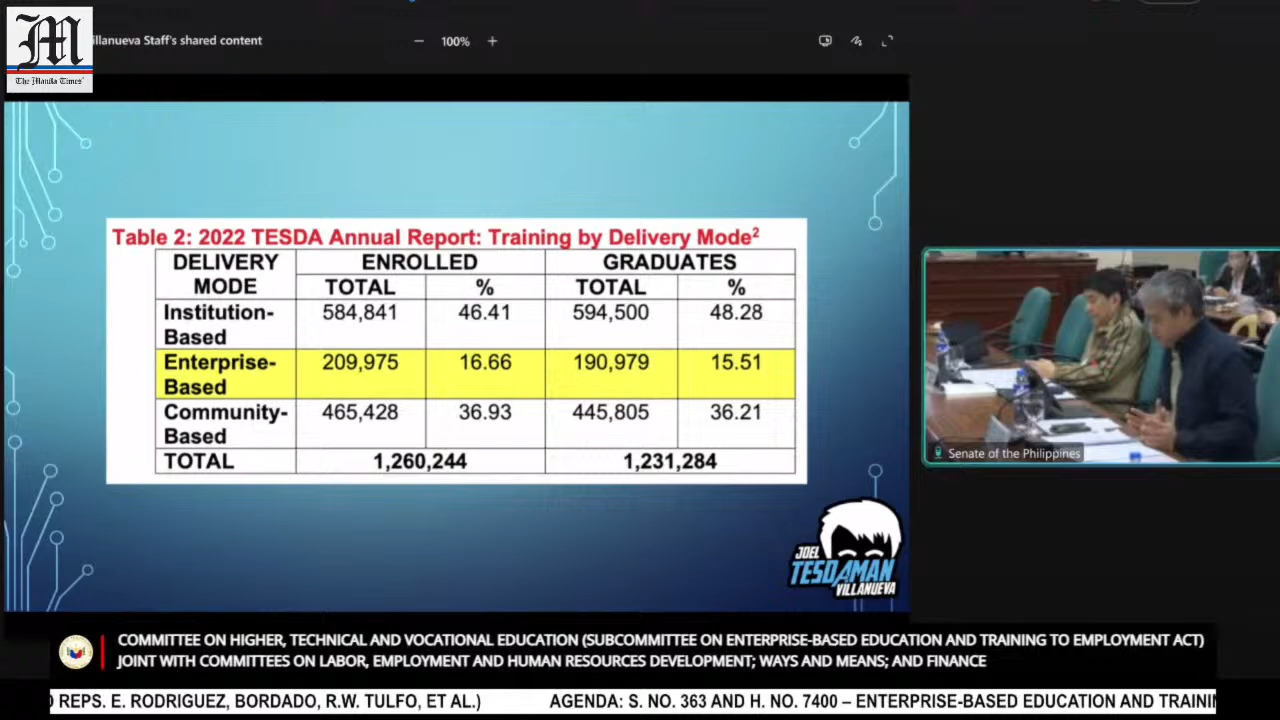 M
The Manila Times
illanueva Staff's shared content
− 100% +
Table 2: 2022 TESDA Annual Report: Training by Delivery Mode²
DELIVERY MODE ENROLLED GRADUATES
TOTAL % TOTAL %
Institution-Based 584,841 46.41 594,500 48.28
Enterprise-Based 209,975 16.66 190,979 15.51
Community-Based 465,428 36.93 445,805 36.21
TOTAL 1,260,244 1,231,284
JOEL
TESDAMAN
VILLANUEVA
Senate of the Philippines
COMMITTEE ON HIGHER, TECHNICAL AND VOCATIONAL EDUCATION (SUBCOMMITTEE ON ENTERPRISE-BASED EDUCATION AND TRAINING TO EMPLOYMENT ACT)
JOINT WITH COMMITTEES ON LABOR, EMPLOYMENT AND HUMAN RESOURCES DEVELOPMENT; WAYS AND MEANS; AND FINANCE
REPS. E. RODRIGUEZ, BORDADO, R.W. TULFO, ET AL.) AGENDA: S. NO. 363 AND H. NO. 7400 – ENTERPRISE-BASED EDUCATION AND TRAININ